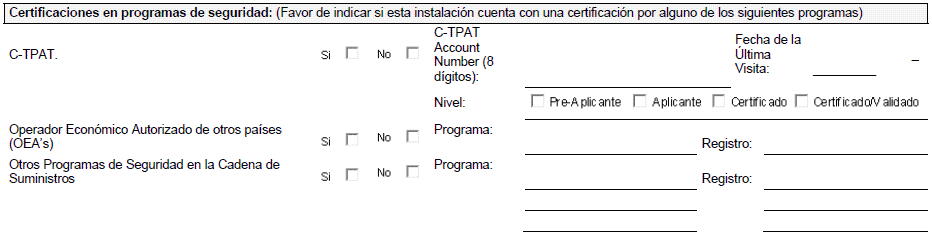 Certificaciones en programas de seguridad: (Favor de indicar si esta instalación cuenta con una certificación por alguno de los siguientes programas)
C-TPAT. Si No C-TPAT Account Number (8 dígitos): Fecha de la Última Visita: _
Nivel: Pre-Aplicante Aplicante Certificado Certificado/Validado
Operador Económico Autorizado de otros países Si No Programa: Registro:
(OEA's)
Otros Programas de Seguridad en la Cadena de Si No Programa: Registro:
Suministros